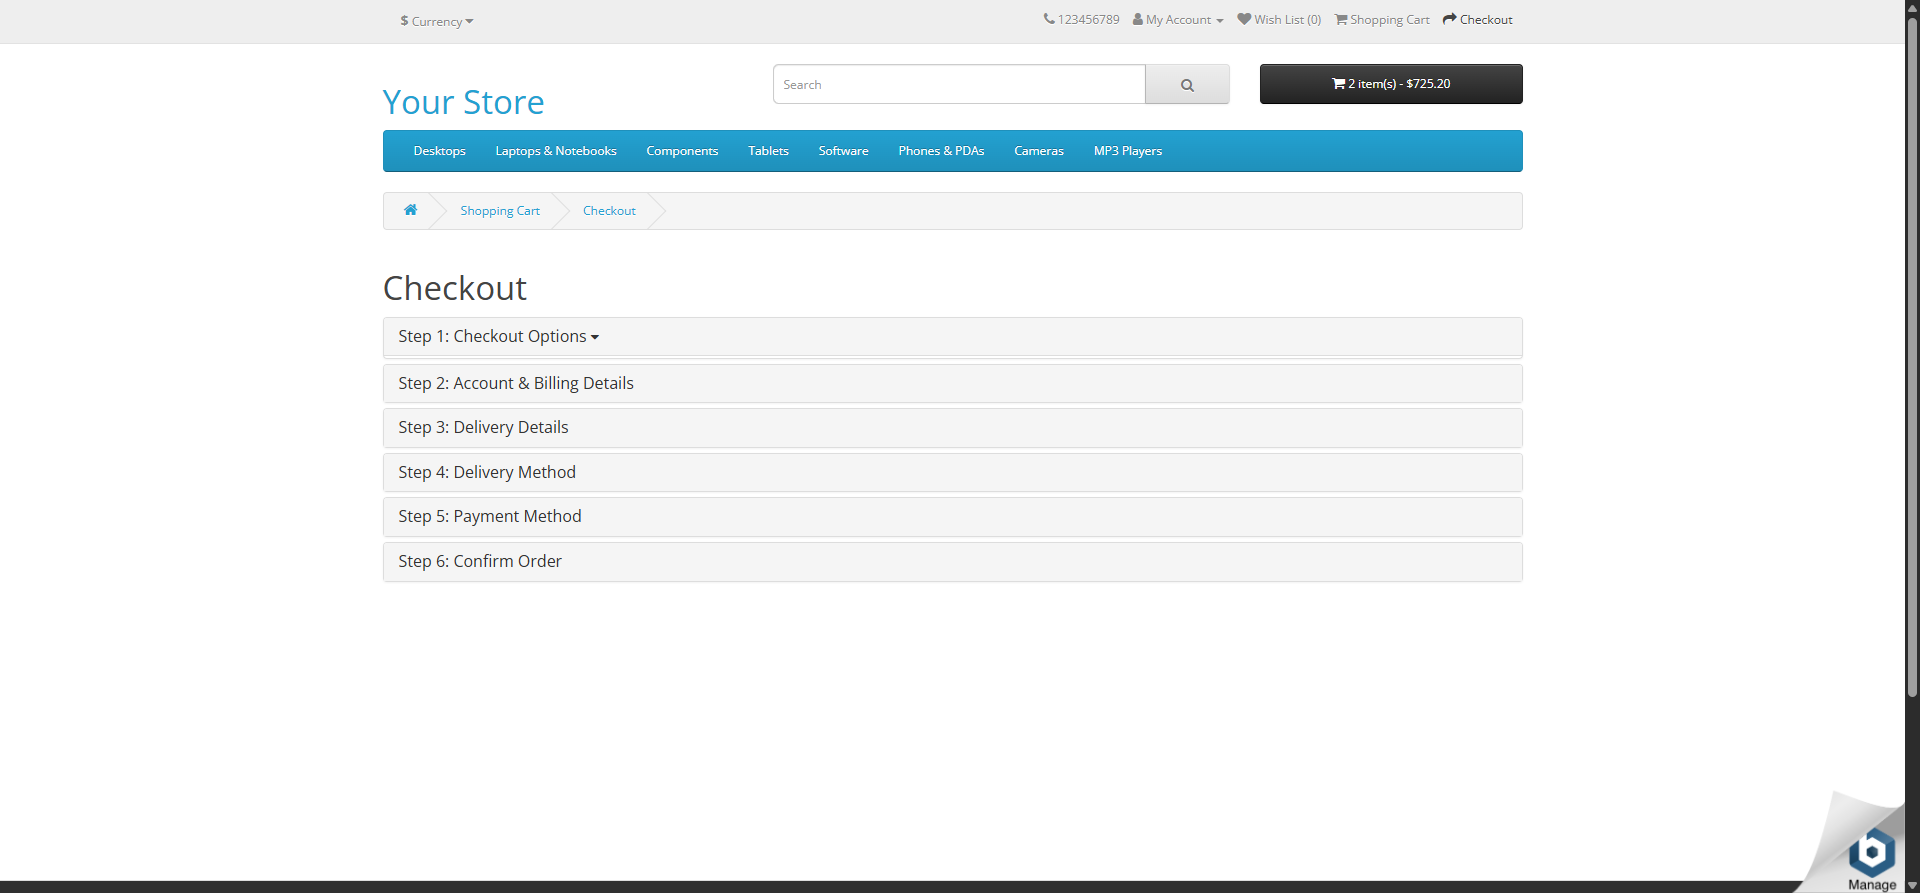 $ Currency
123456789 My Account Wish List (0) Shopping Cart Checkout
Your Store
Search
2 item(s) - $725.20
Desktops Laptops & Notebooks Components Tablets Software Phones & PDAs Cameras MP3 Players
Shopping Cart Checkout
Checkout
Step 1: Checkout Options
Step 2: Account & Billing Details
Step 3: Delivery Details
Step 4: Delivery Method
Step 5: Payment Method
Step 6: Confirm Order
Manage